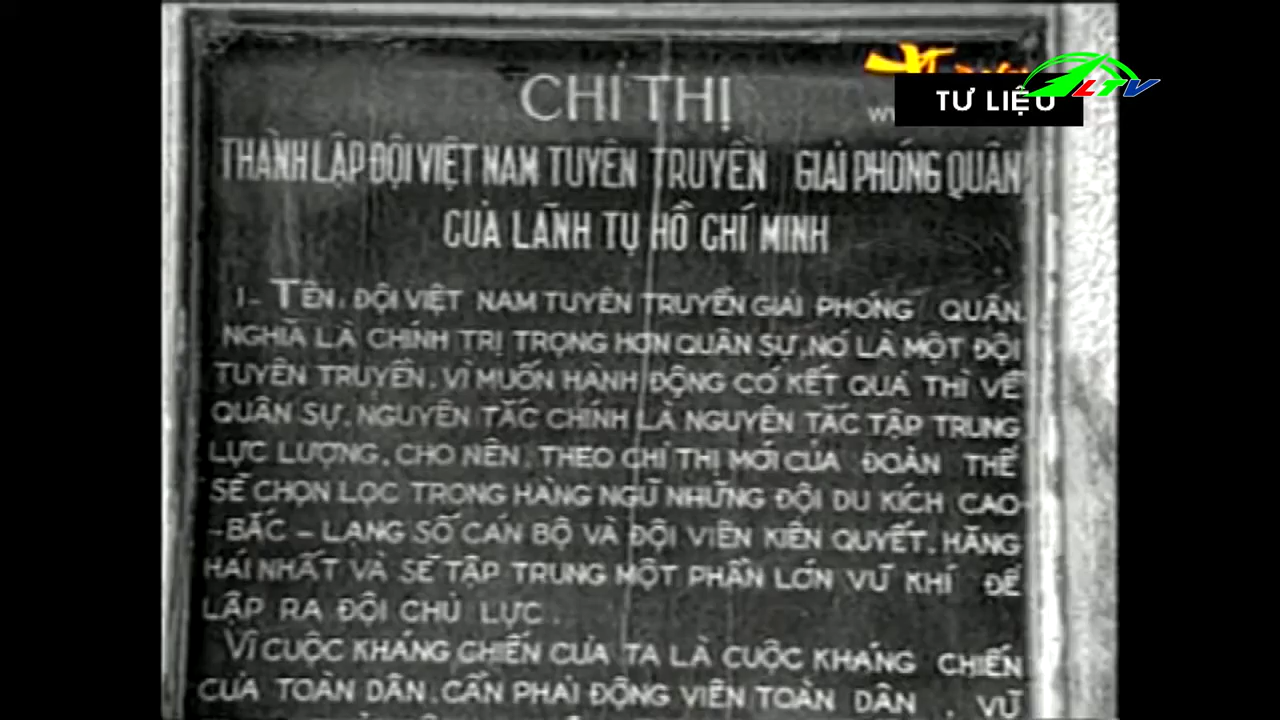 CHỈ THỊ
TƯ LIỆU
LTV
THÀNH LẬP ĐỘI VIỆT NAM TUYÊN TRUYỀN GIẢI PHÓNG QUÂN
CỦA LÃNH TỤ HỒ CHÍ MINH
1- TÊN, ĐỘI VIỆT NAM TUYÊN TRUYỀN GIẢI PHÓNG QUÂN
NGHĨA LÀ CHÍNH TRỊ TRỌNG HƠN QUÂN SỰ. NÓ LÀ MỘT ĐỘI
TUYÊN TRUYỀN. VÌ MUỐN HÀNH ĐỘNG CÓ KẾT QUẢ THÌ VỀ
QUÂN SỰ, NGUYÊN TẮC CHÍNH LÀ NGUYÊN TẮC TẬP TRUNG
LỰC LƯỢNG, CHO NÊN, THEO CHỈ THỊ MỚI CỦA ĐOÀN THỂ
SẼ CHỌN LỌC TRONG HÀNG NGŨ NHỮNG ĐỘI DU KÍCH CAO-
-BẮC - LẠNG SỐ CÁN BỘ VÀ ĐỘI VIÊN KIÊN QUYẾT, HĂNG
HÁI NHẤT VÀ SẼ TẬP TRUNG MỘT PHẦN LỚN VŨ KHÍ ĐỂ
LẬP RA ĐỘI CHỦ LỰC.
VÌ CUỘC KHÁNG CHIẾN CỦA TA LÀ CUỘC KHÁNG CHIẾN
CỦA TOÀN DÂN, CẦN PHẢI ĐỘNG VIÊN TOÀN DÂN, VŨ